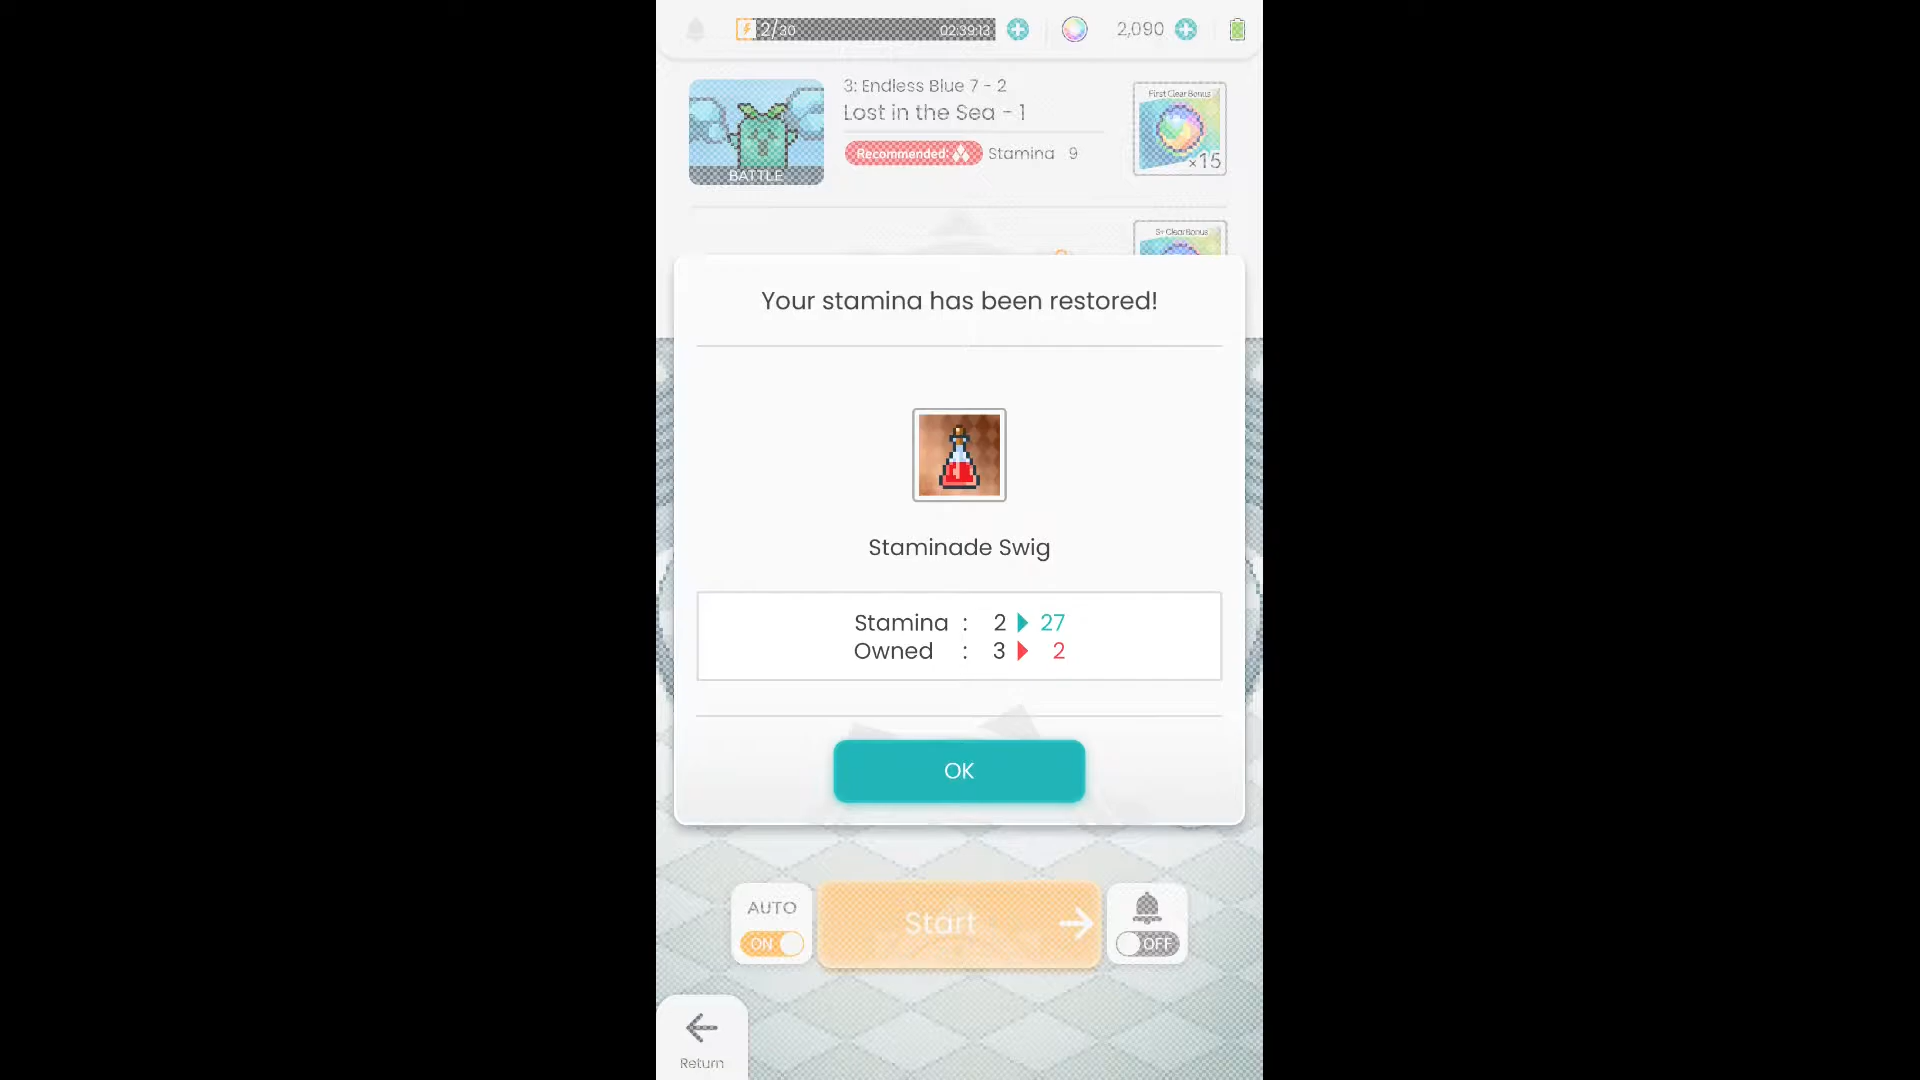 2/30
02:39:13
2,090
3: Endless Blue 7 - 2
Lost in the Sea - 1
Recommended: Stamina 9
BATTLE
First Clear Bonus
×15
S+ Clear Bonus
Your stamina has been restored!
Staminade Swig
Stamina : 2 27
Owned : 3 2
OK
AUTO
ON
Start
OFF
Return